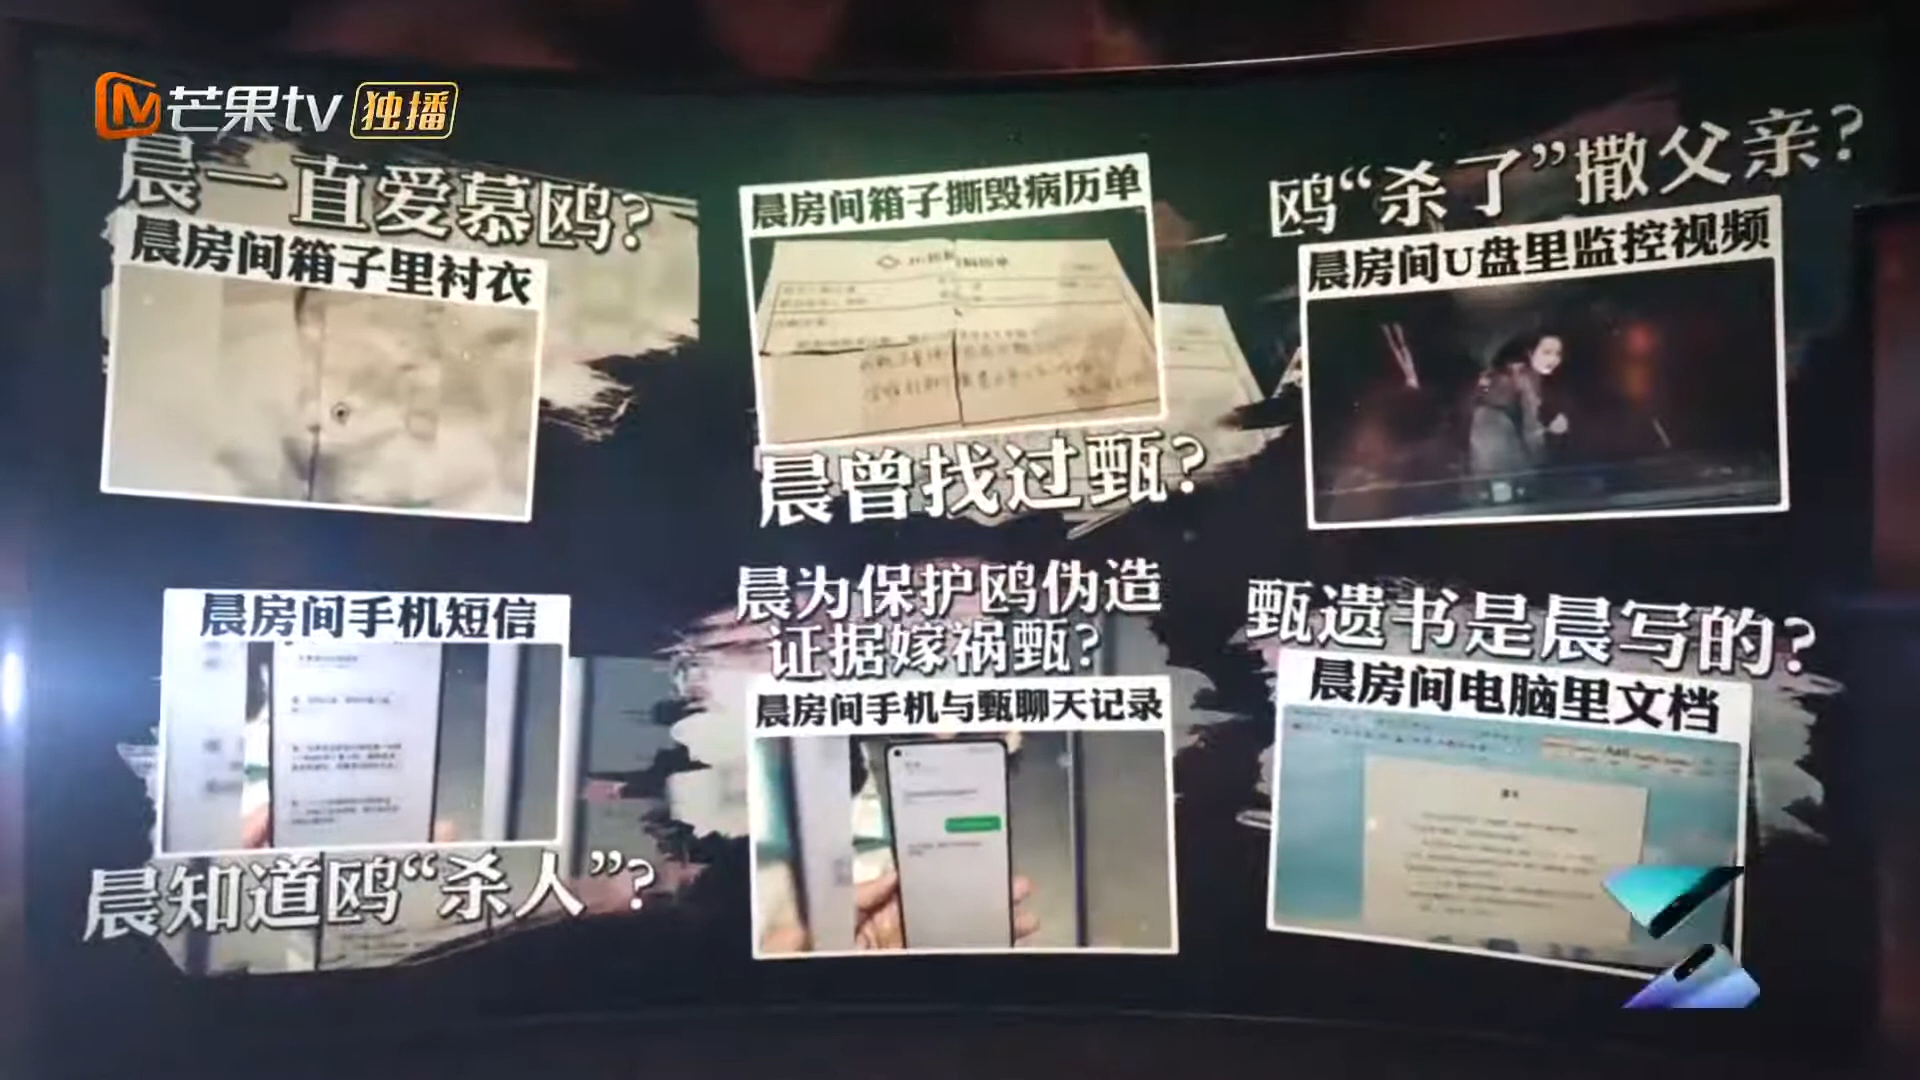 芒果tv 独播
晨一直爱慕鸥?
晨房间箱子里衬衣
晨房间箱子撕毁病历单
晨曾找过甄?
鸥“杀了”撒父亲?
晨房间U盘里监控视频
晨房间手机短信
晨知道鸥“杀人”?
晨为保护鸥伪造
证据嫁祸甄?
晨房间手机与甄聊天记录
甄遗书是晨写的?
晨房间电脑里文档